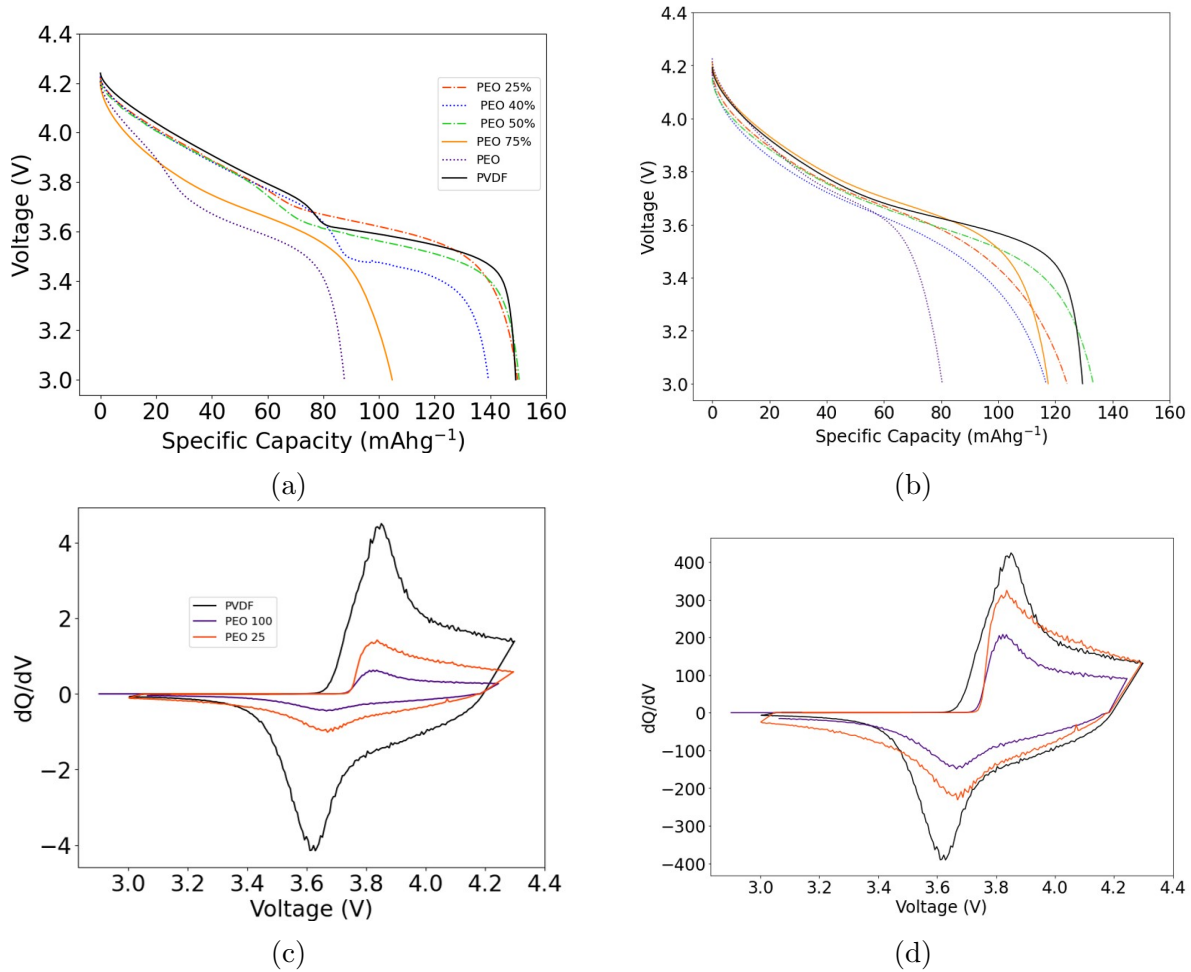 4.4
4.2
4.0
3.8
3.6
3.4
3.2
3.0
Voltage (V)
0 20 40 60 80 100 120 140 160
Specific Capacity (mAhg⁻¹)
PEO 25%
PEO 40%
PEO 50%
PEO 75%
PEO
PVDF
(a)
4.4
4.2
4.0
3.8
3.6
3.4
3.2
3.0
Voltage (V)
0 20 40 60 80 100 120 140 160
Specific Capacity (mAhg⁻¹)
(b)
4
2
0
−2
−4
dQ/dV
PVDF
PEO 100
PEO 25
3.0 3.2 3.4 3.6 3.8 4.0 4.2 4.4
Voltage (V)
(c)
400
300
200
100
0
−100
−200
−300
−400
dQ/dV
3.0 3.2 3.4 3.6 3.8 4.0 4.2 4.4
Voltage (V)
(d)